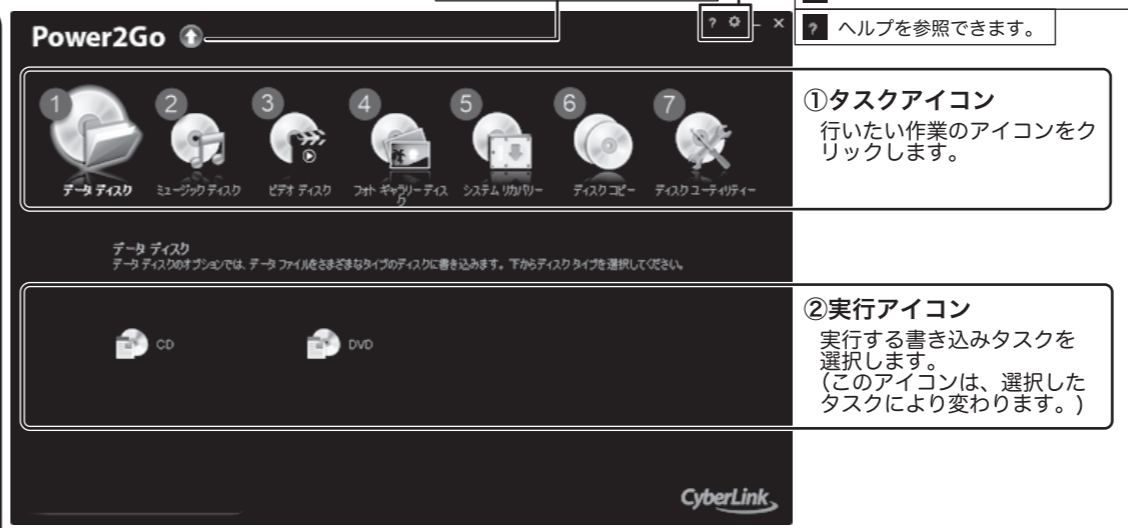 Power2Go
? ヘルプを参照できます。
1 2 3 4 5 6 7
データ ディスク
ミュージック ディスク
ビデオ ディスク
フォト ギャラリー ディス
ク
システム リカバリー
ディスク コピー
ディスク ユーティリティー
①タスクアイコン
行いたい作業のアイコンをク
リックします。
データ ディスク
データ ディスクのオプションでは、データ ファイルをさまざまなタイプのディスクに書き込みます。下からディスク タイプを選択してください。
CD
DVD
②実行アイコン
実行する書き込みタスクを
選択します。
(このアイコンは、選択した
タスクにより変わります。)
CyberLink